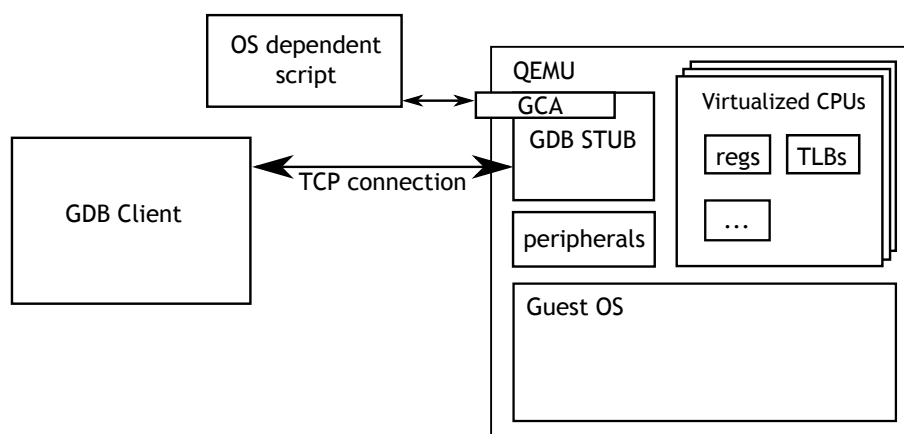 OS dependent
script
QEMU
GCA
GDB STUB
Virtualized CPUs
regs
TLBs
...
TCP connection
GDB Client
peripherals
Guest OS